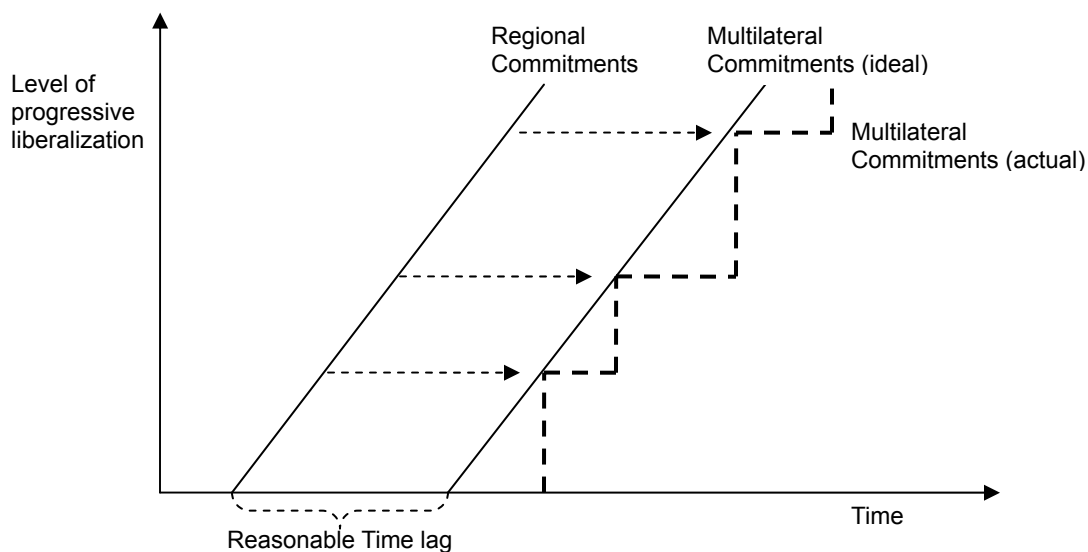 Level of
progressive
liberalization
Regional
Commitments
Multilateral
Commitments (ideal)
Multilateral
Commitments (actual)
Time
Reasonable Time lag